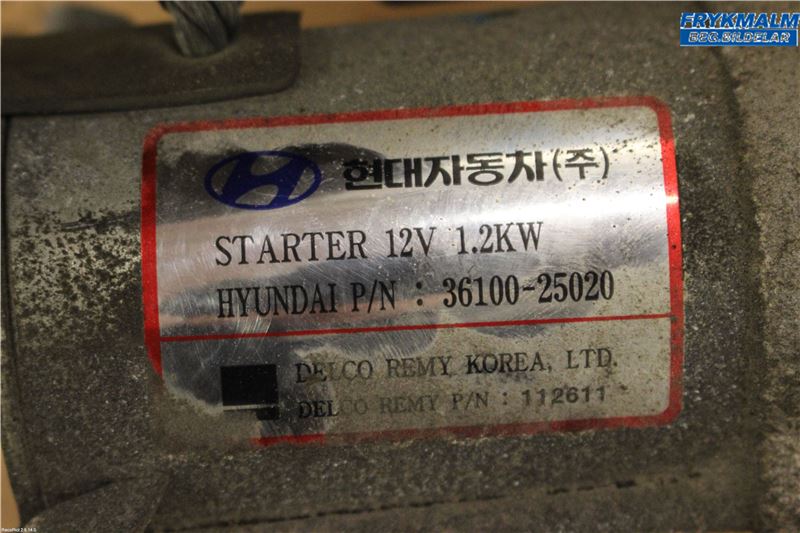 FRYKMALM
BEG.BILDELAR
현대자동차(주)
STARTER 12V 1.2KW
HYUNDAI P/N : 36100-25020
DELCO REMY KOREA, LTD.
DELCO REMY P/N : 112611